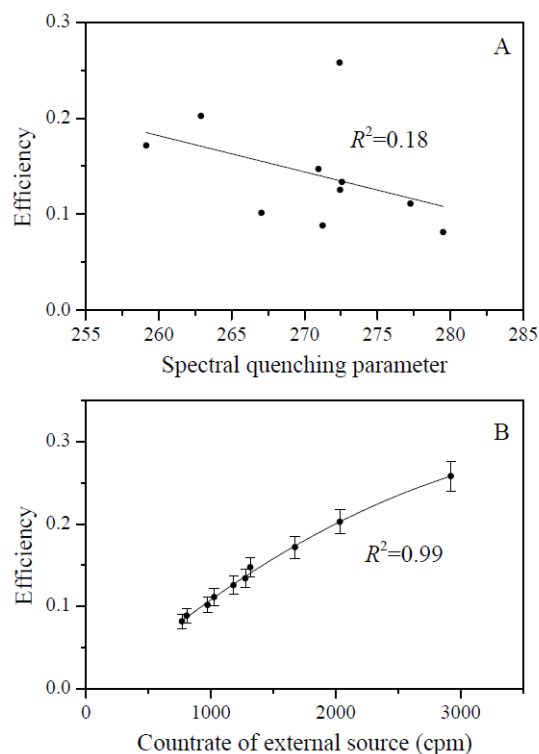 A
0.3
0.2
0.1
0.0
Efficiency
R²=0.18
255 260 265 270 275 280 285
Spectral quenching parameter
B
0.3
0.2
0.1
0.0
Efficiency
R²=0.99
0 1000 2000 3000
Countrate of external source (cpm)